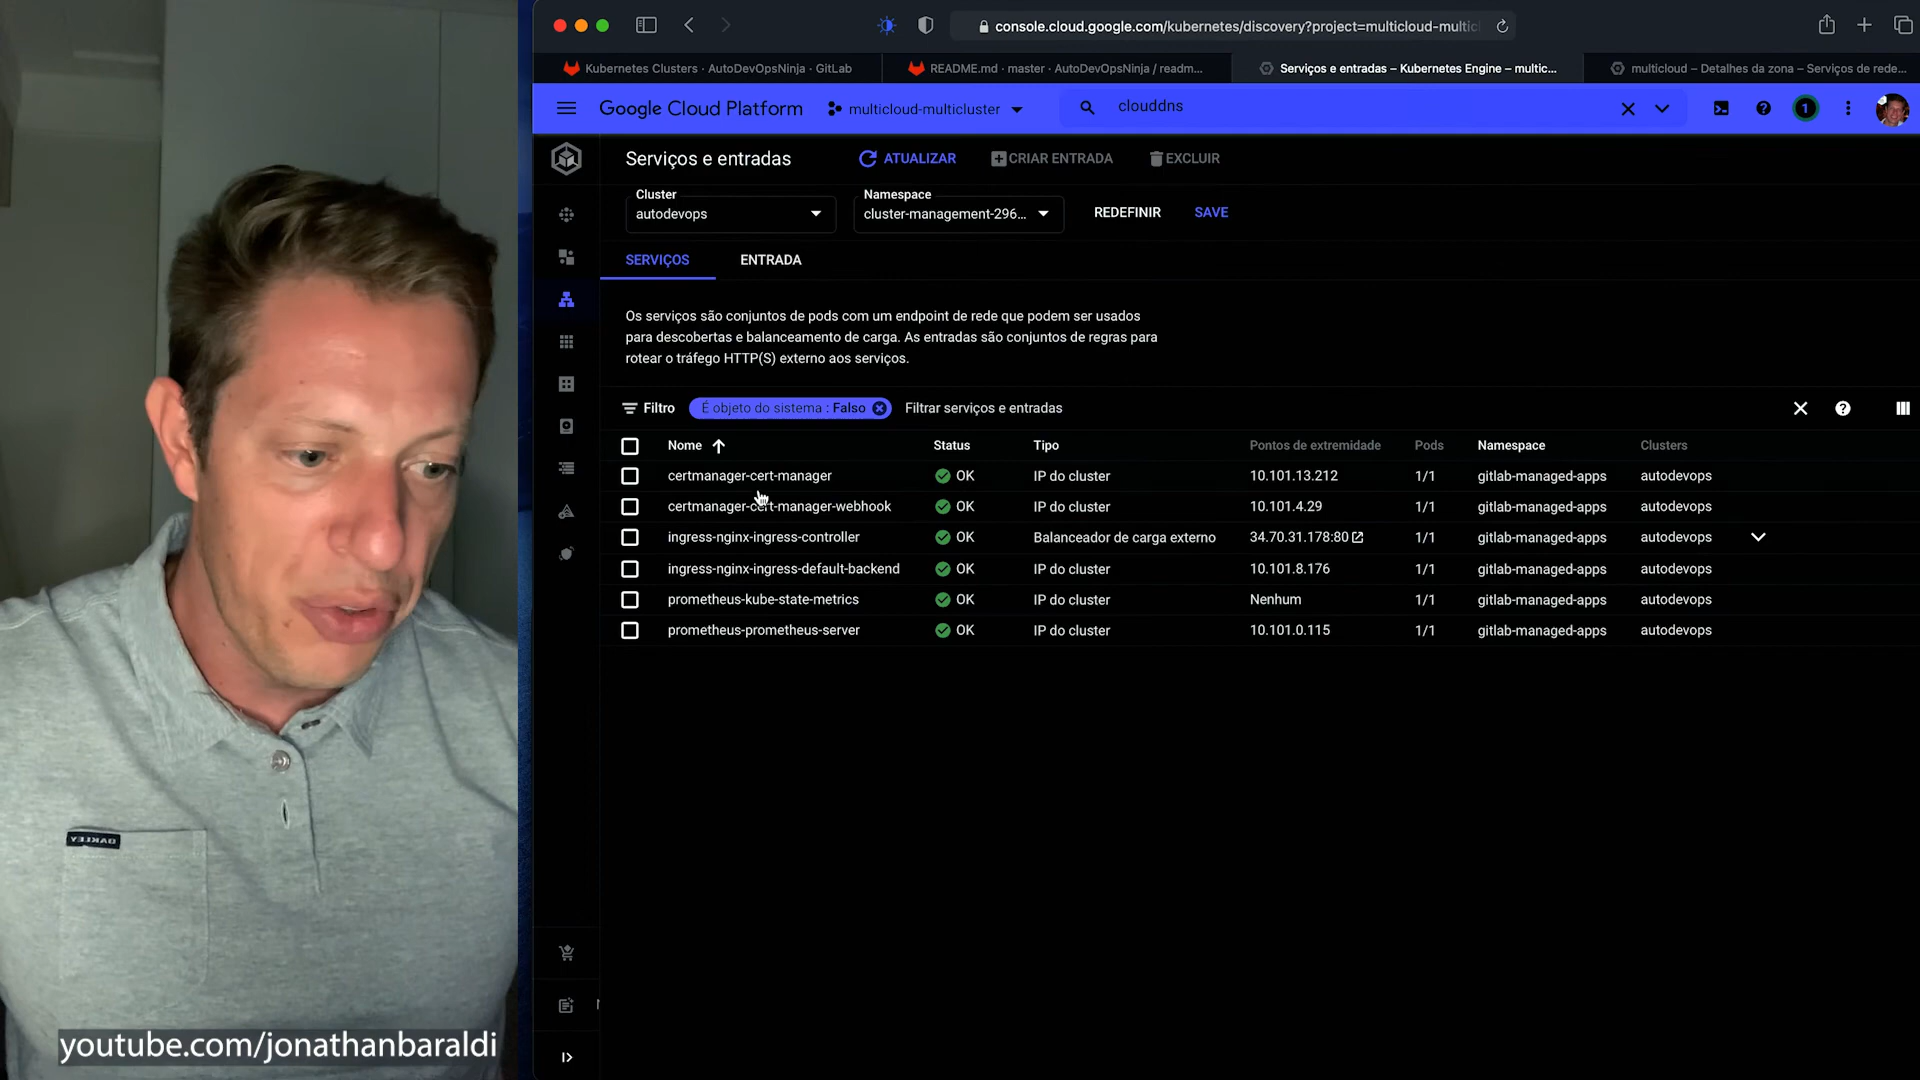 console.cloud.google.com/kubernetes/discovery?project=multicloud-multic
Kubernetes Clusters · AutoDevOpsNinja · GitLab
README.md · master · AutoDevOpsNinja / readm...
Serviços e entradas – Kubernetes Engine – multic...
multicloud – Detalhes da zona – Serviços de rede...
Google Cloud Platform
multicloud-multicluster
clouddns
1
Serviços e entradas
ATUALIZAR
CRIAR ENTRADA
EXCLUIR
Cluster
autodevops
Namespace
cluster-management-296...
REDEFINIR
SAVE
SERVIÇOS
ENTRADA
Os serviços são conjuntos de pods com um endpoint de rede que podem ser usados
para descobertas e balanceamento de carga. As entradas são conjuntos de regras para
rotear o tráfego HTTP(S) externo aos serviços.
Filtro
É objeto do sistema : Falso
Filtrar serviços e entradas
Nome Status Tipo Pontos de extremidade Pods Namespace Clusters
certmanager-cert-manager OK IP do cluster 10.101.13.212 1/1 gitlab-managed-apps autodevops
certmanager-cert-manager-webhook OK IP do cluster 10.101.4.29 1/1 gitlab-managed-apps autodevops
ingress-nginx-ingress-controller OK Balanceador de carga externo 34.70.31.178:80 1/1 gitlab-managed-apps autodevops
ingress-nginx-ingress-default-backend OK IP do cluster 10.101.8.176 1/1 gitlab-managed-apps autodevops
prometheus-kube-state-metrics OK IP do cluster Nenhum 1/1 gitlab-managed-apps autodevops
prometheus-prometheus-server OK IP do cluster 10.101.0.115 1/1 gitlab-managed-apps autodevops
OAKLEY
youtube.com/jonathanbaraldi